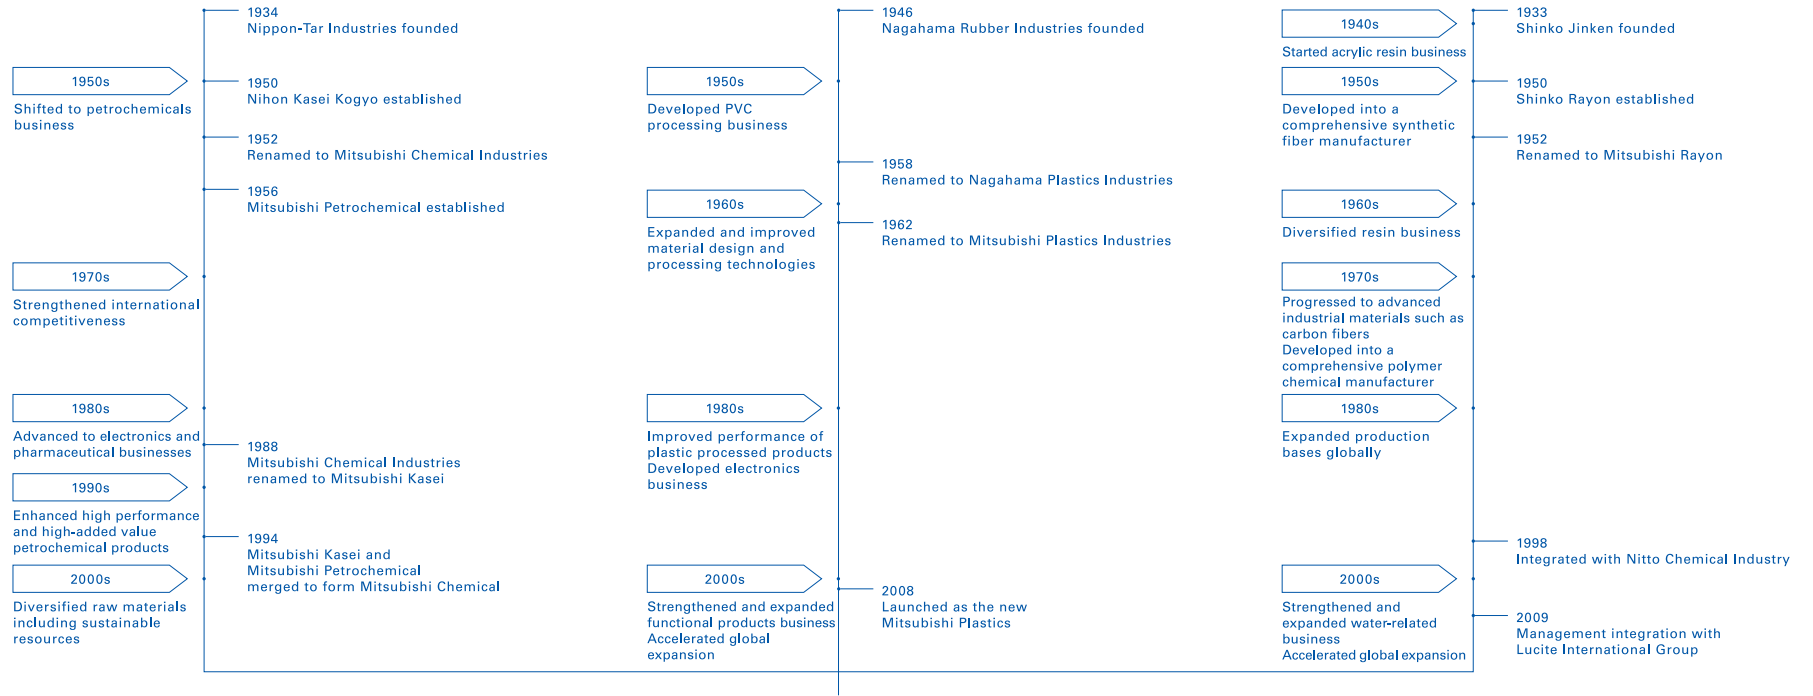 1934
Nippon-Tar Industries founded
1950s
Shifted to petrochemicals
business
1950
Nihon Kasei Kogyo established
1952
Renamed to Mitsubishi Chemical Industries
1956
Mitsubishi Petrochemical established
1970s
Strengthened international
competitiveness
1980s
Advanced to electronics and
pharmaceutical businesses
1988
Mitsubishi Chemical Industries
renamed to Mitsubishi Kasei
1990s
Enhanced high performance
and high-added value
petrochemical products
1994
Mitsubishi Kasei and
Mitsubishi Petrochemical
merged to form Mitsubishi Chemical
2000s
Diversified raw materials
including sustainable
resources
1946
Nagahama Rubber Industries founded
1950s
Developed PVC
processing business
1958
Renamed to Nagahama Plastics Industries
1960s
Expanded and improved
material design and
processing technologies
1962
Renamed to Mitsubishi Plastics Industries
1980s
Improved performance of
plastic processed products
Developed electronics
business
2000s
Strengthened and expanded
functional products business
Accelerated global
expansion
2008
Launched as the new
Mitsubishi Plastics
1933
Shinko Jinken founded
1940s
Started acrylic resin business
1950s
Developed into a
comprehensive synthetic
fiber manufacturer
1950
Shinko Rayon established
1952
Renamed to Mitsubishi Rayon
1960s
Diversified resin business
1970s
Progressed to advanced
industrial materials such as
carbon fibers
Developed into a
comprehensive polymer
chemical manufacturer
1980s
Expanded production
bases globally
1998
Integrated with Nitto Chemical Industry
2000s
Strengthened and
expanded water-related
business
Accelerated global expansion
2009
Management integration with
Lucite International Group